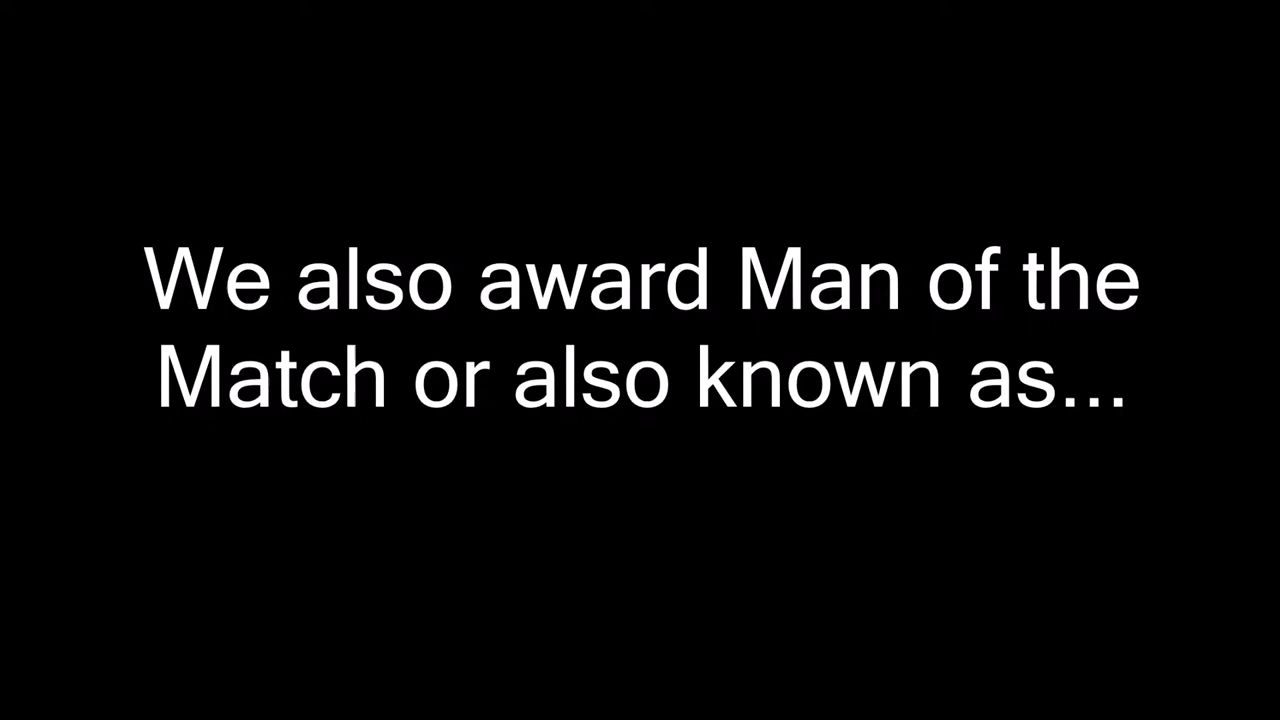 We also award Man of the
Match or also known as...